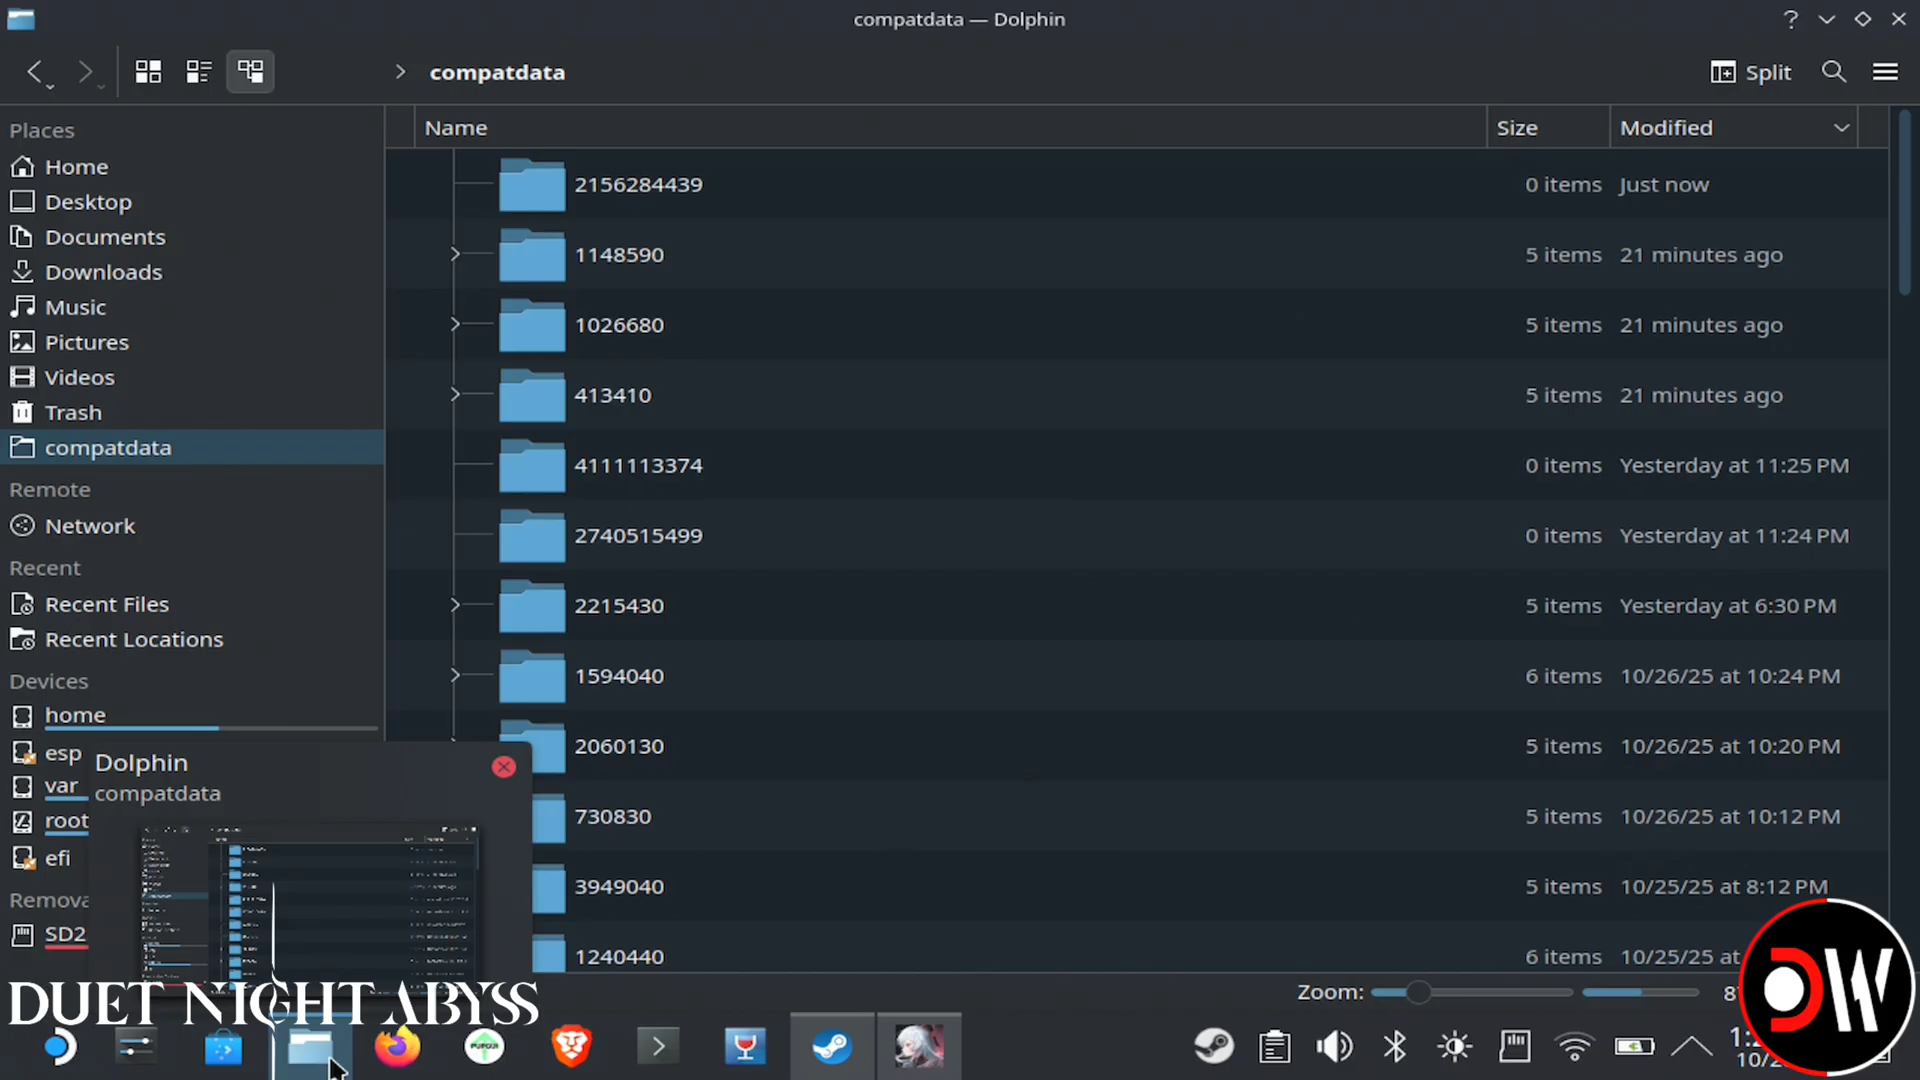 compatdata — Dolphin
compatdata
Split
Name Size Modified
Places
Home
Desktop
Documents
Downloads
Music
Pictures
Videos
Trash
compatdata
Remote
Network
Recent
Recent Files
Recent Locations
Devices
home
esp
var
root
efi
Remova
SD2
2156284439 0 items Just now
1148590 5 items 21 minutes ago
1026680 5 items 21 minutes ago
413410 5 items 21 minutes ago
4111113374 0 items Yesterday at 11:25 PM
2740515499 0 items Yesterday at 11:24 PM
2215430 5 items Yesterday at 6:30 PM
1594040 6 items 10/26/25 at 10:24 PM
2060130 5 items 10/26/25 at 10:20 PM
730830 5 items 10/26/25 at 10:12 PM
3949040 5 items 10/25/25 at 8:12 PM
1240440 6 items 10/25/25 at
Dolphin
compatdata
Zoom:
DUET NIGHT ABYSS
DW